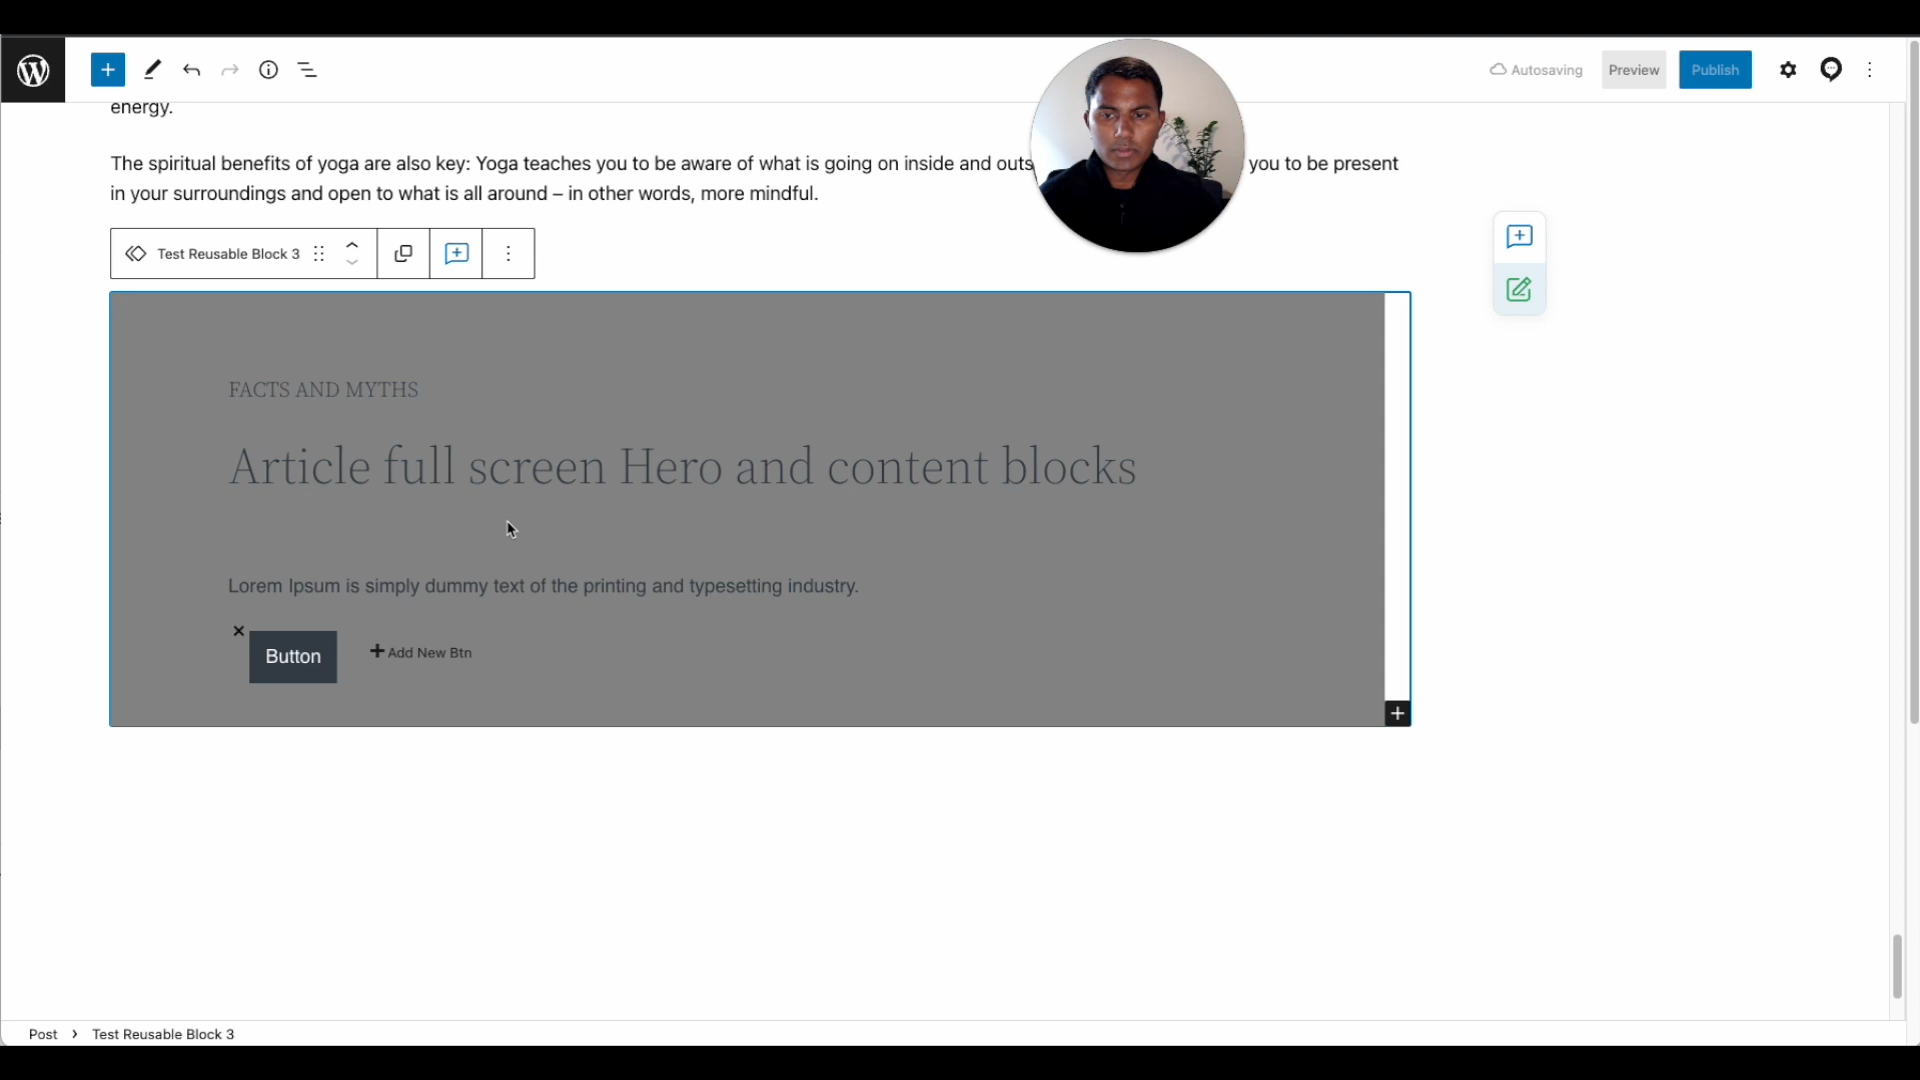 Autosaving
Preview
Publish
energy.
The spiritual benefits of yoga are also key: Yoga teaches you to be aware of what is going on inside and outs you to be present
in your surroundings and open to what is all around – in other words, more mindful.
Test Reusable Block 3
FACTS AND MYTHS
Article full screen Hero and content blocks
Lorem Ipsum is simply dummy text of the printing and typesetting industry.
Button
Add New Btn
Post > Test Reusable Block 3